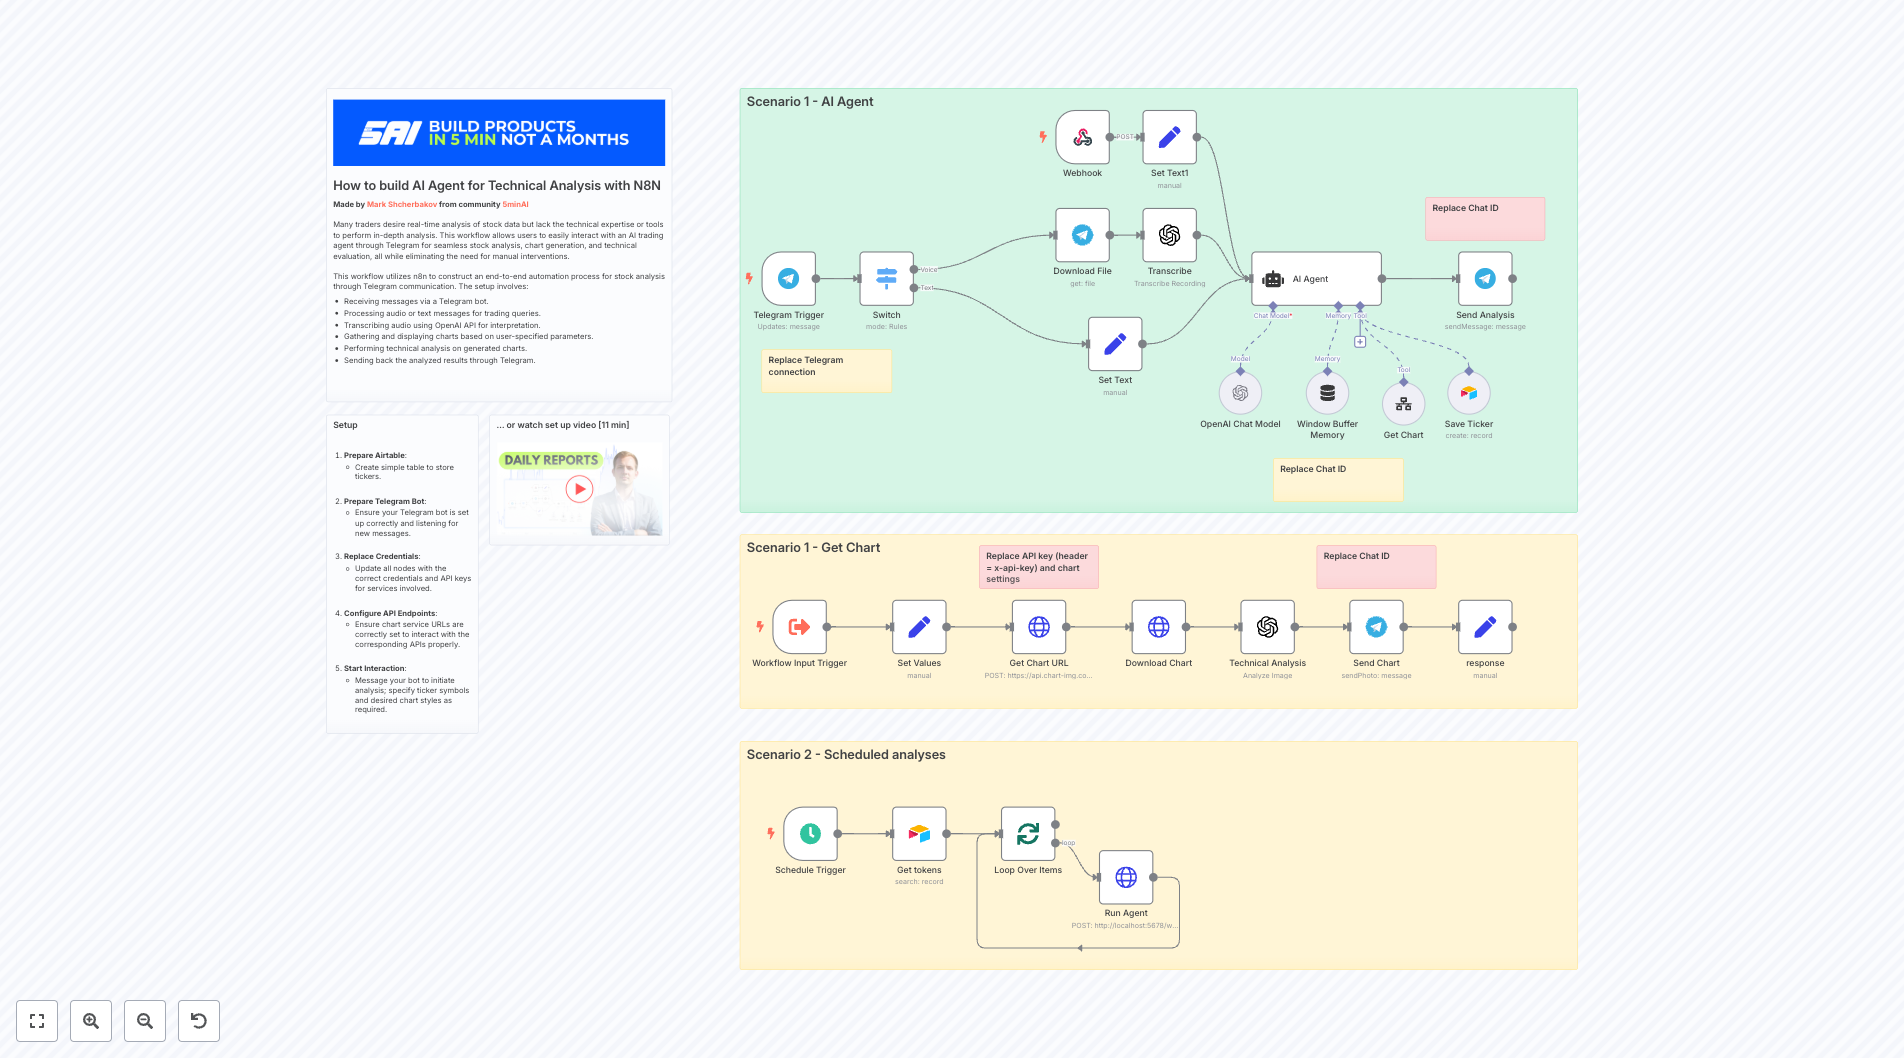 5AI BUILD PRODUCTS
IN 5 MIN NOT A MONTHS
How to build AI Agent for Technical Analysis with N8N
Made by Mark Shcherbakov from community 5minAI
Many traders desire real-time analysis of stock data but lack the technical expertise or tools
to perform in-depth analysis. This workflow allows users to easily interact with an AI trading
agent through Telegram for seamless stock analysis, chart generation, and technical
evaluation, all while eliminating the need for manual interventions.
This workflow utilizes n8n to construct an end-to-end automation process for stock analysis
through Telegram communication. The setup involves:
• Receiving messages via a Telegram bot.
• Processing audio or text messages for trading queries.
• Transcribing audio using OpenAI API for interpretation.
• Gathering and displaying charts based on user-specified parameters.
• Performing technical analysis on generated charts.
• Sending back the analyzed results through Telegram.
Setup
1. Prepare Airtable:
Create simple table to store
tickers.
2. Prepare Telegram Bot:
Ensure your Telegram bot is set
up correctly and listening for
new messages.
3. Replace Credentials:
Update all nodes with the
correct credentials and API keys
for services involved.
4. Configure API Endpoints:
Ensure chart service URLs are
correctly set to interact with the
corresponding APIs properly.
5. Start Interaction:
Message your bot to initiate
analysis; specify ticker symbols
and desired chart styles as
required.
... or watch set up video [11 min]
DAILY REPORTS
Scenario 1 - AI Agent
POST
Webhook
Set Text1
manual
Replace Chat ID
Download File
get: file
Transcribe
Transcribe Recording
Voice
Text
Telegram Trigger
Updates: message
Switch
mode: Rules
AI Agent
Chat Model*
Memory
Tool
Send Analysis
sendMessage: message
Replace Telegram
connection
Set Text
manual
Model
Memory
Tool
OpenAI Chat Model
Window Buffer
Memory
Get Chart
Save Ticker
create: record
Replace Chat ID
Scenario 1 - Get Chart
Replace API key (header
= x-api-key) and chart
settings
Replace Chat ID
Workflow Input Trigger
Set Values
manual
Get Chart URL
POST: https://api.chart-img.co...
Download Chart
Technical Analysis
Analyze Image
Send Chart
sendPhoto: message
response
manual
Scenario 2 - Scheduled analyses
Schedule Trigger
Get tokens
search: record
Loop Over Items
loop
Run Agent
POST: http://localhost:5678/w...